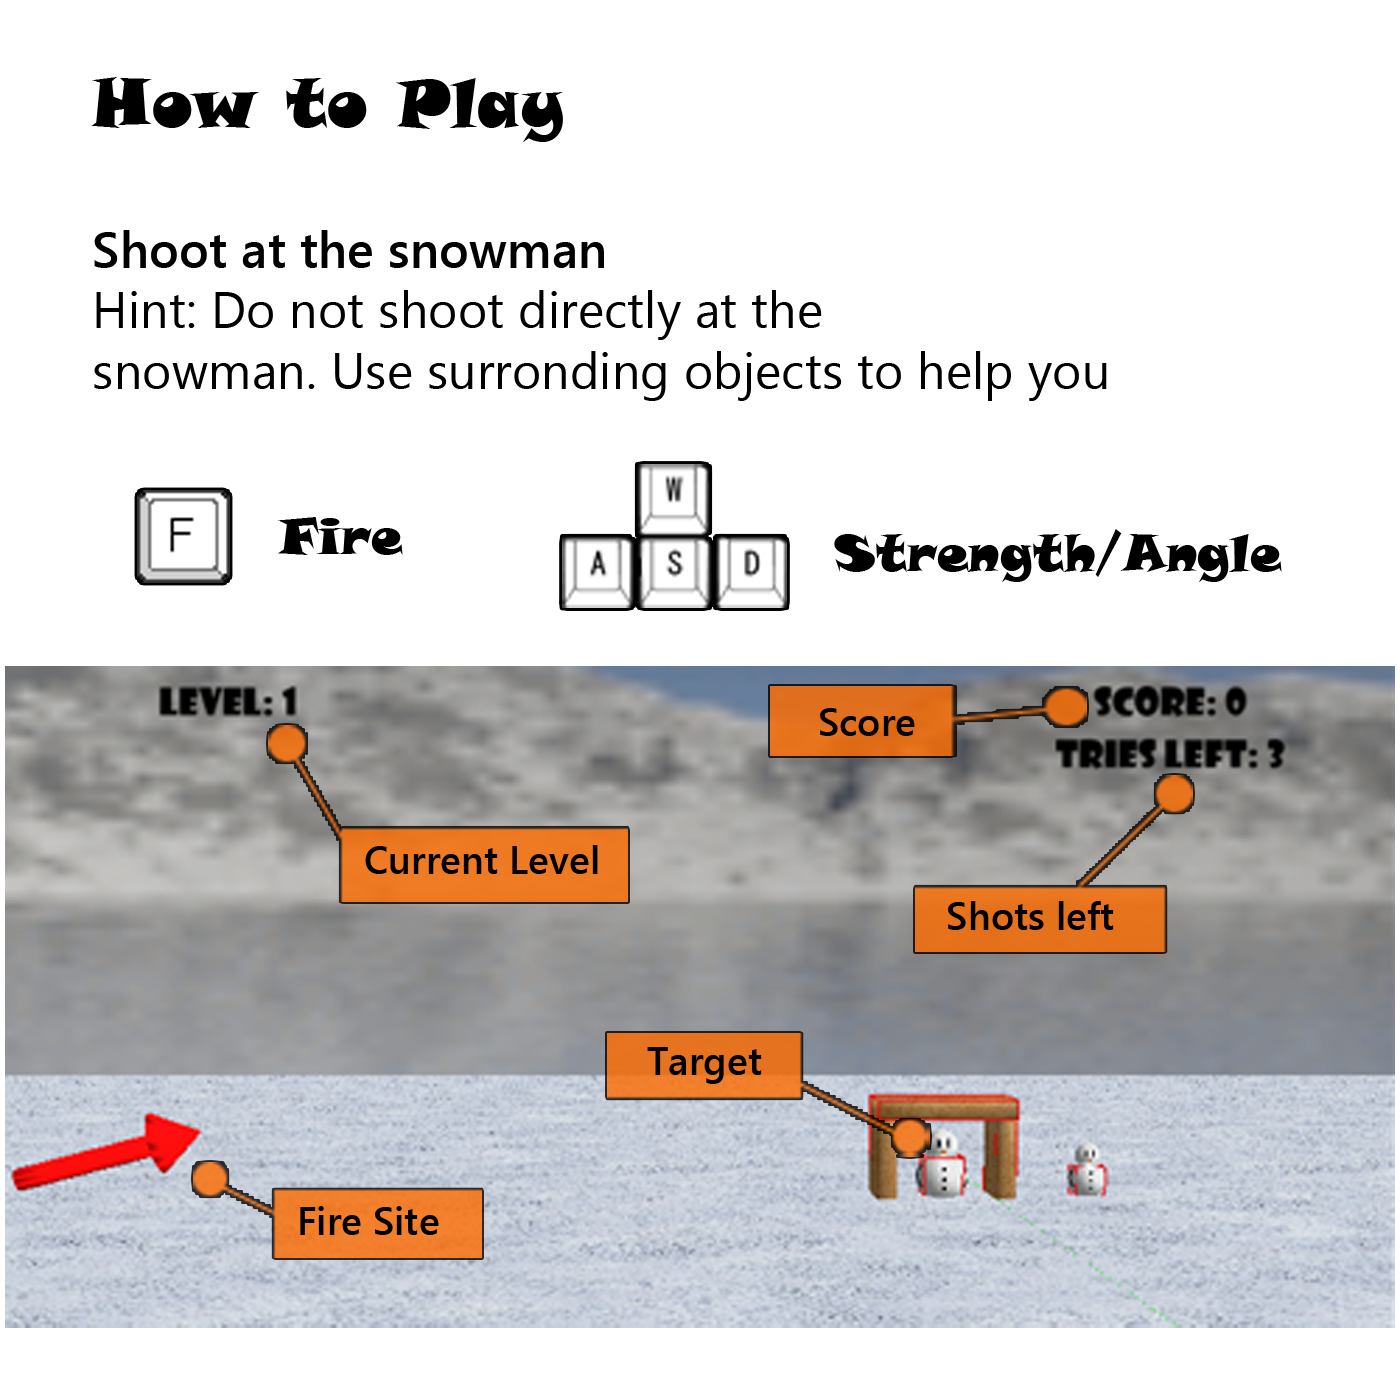 How to Play
Shoot at the snowman
Hint: Do not shoot directly at the
snowman. Use surronding objects to help you
F
Fire
W
A S D
Strength/Angle
LEVEL: 1
Score
SCORE: 0
TRIES LEFT: 3
Current Level
Shots left
Target
Fire Site